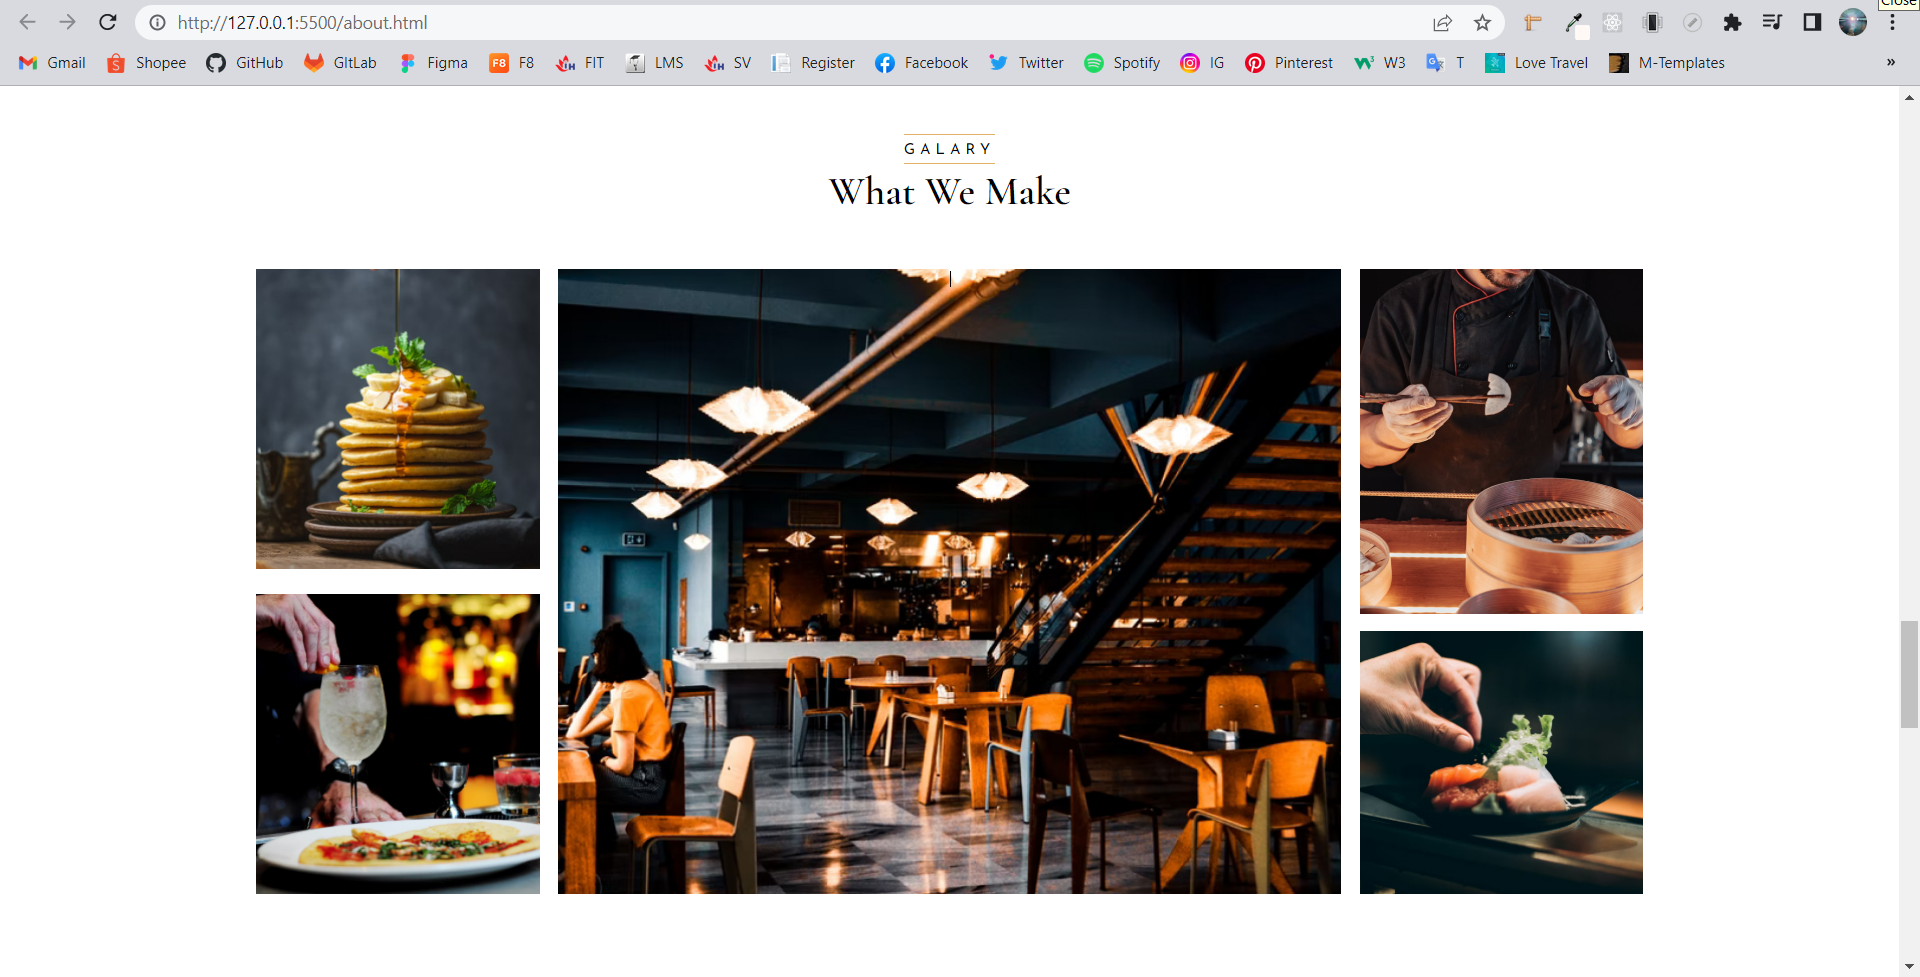 Close
http://127.0.0.1:5500/about.html
Gmail Shopee GitHub GItLab Figma F8 F8 FIT LMS SV Register Facebook Twitter Spotify IG Pinterest W3 T Love Travel M-Templates »
GALARY
What We Make